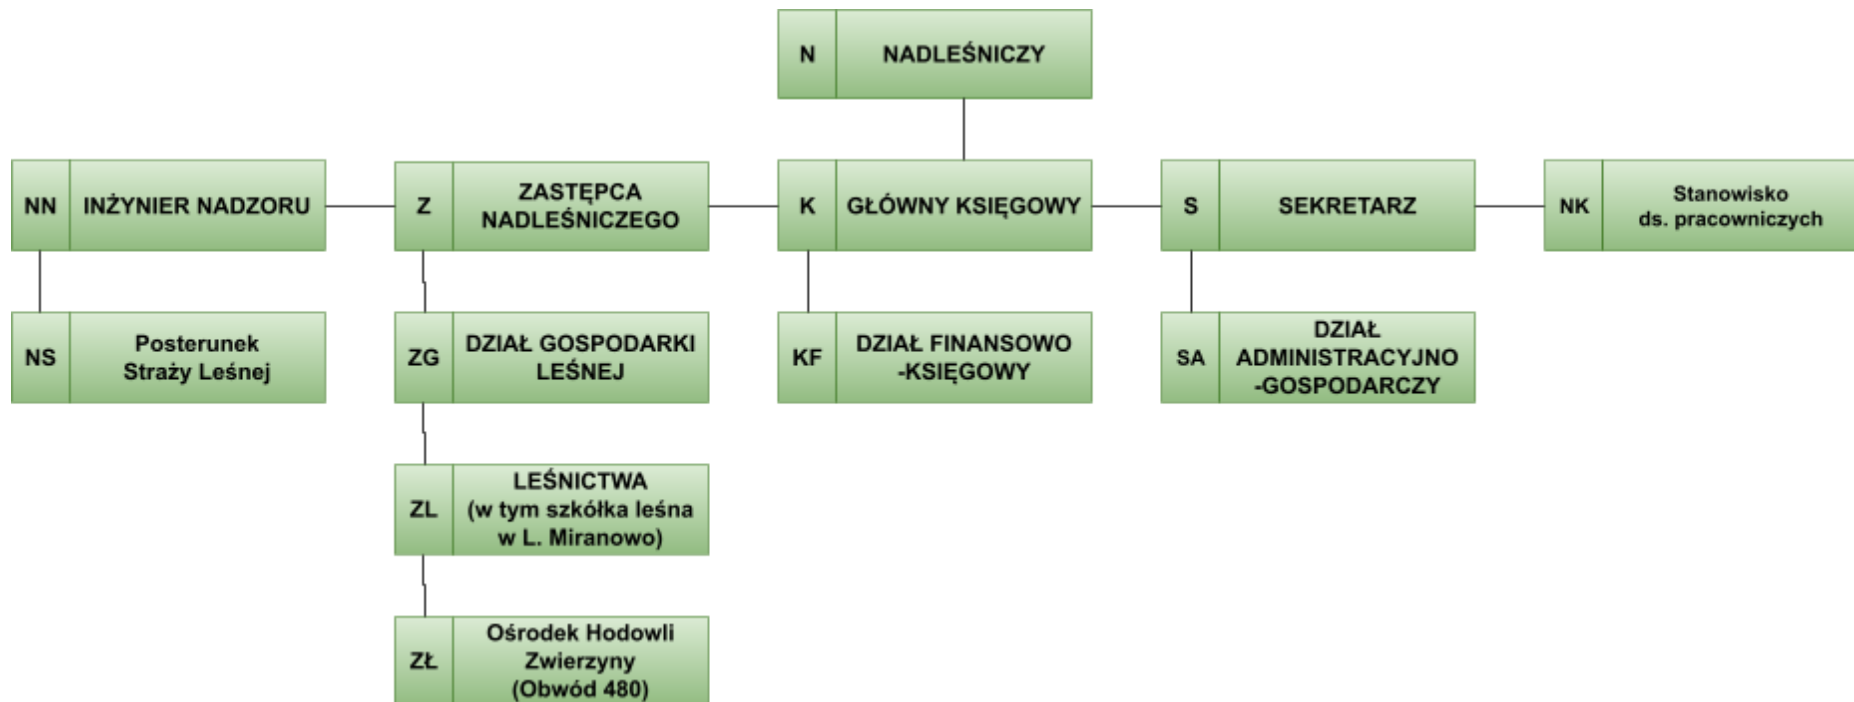 N
NADLEŚNICZY
NN
INŻYNIER NADZORU
Z
ZASTĘPCA
NADLEŚNICZEGO
K
GŁÓWNY KSIĘGOWY
S
SEKRETARZ
NK
Stanowisko
ds. pracowniczych
NS
Posterunek
Straży Leśnej
ZG
DZIAŁ GOSPODARKI
LEŚNEJ
KF
DZIAŁ FINANSOWO
-KSIĘGOWY
SA
DZIAŁ
ADMINISTRACYJNO
-GOSPODARCZY
ZL
LEŚNICTWA
(w tym szkółka leśna
w L. Miranowo)
ZŁ
Ośrodek Hodowli
Zwierzyny
(Obwód 480)